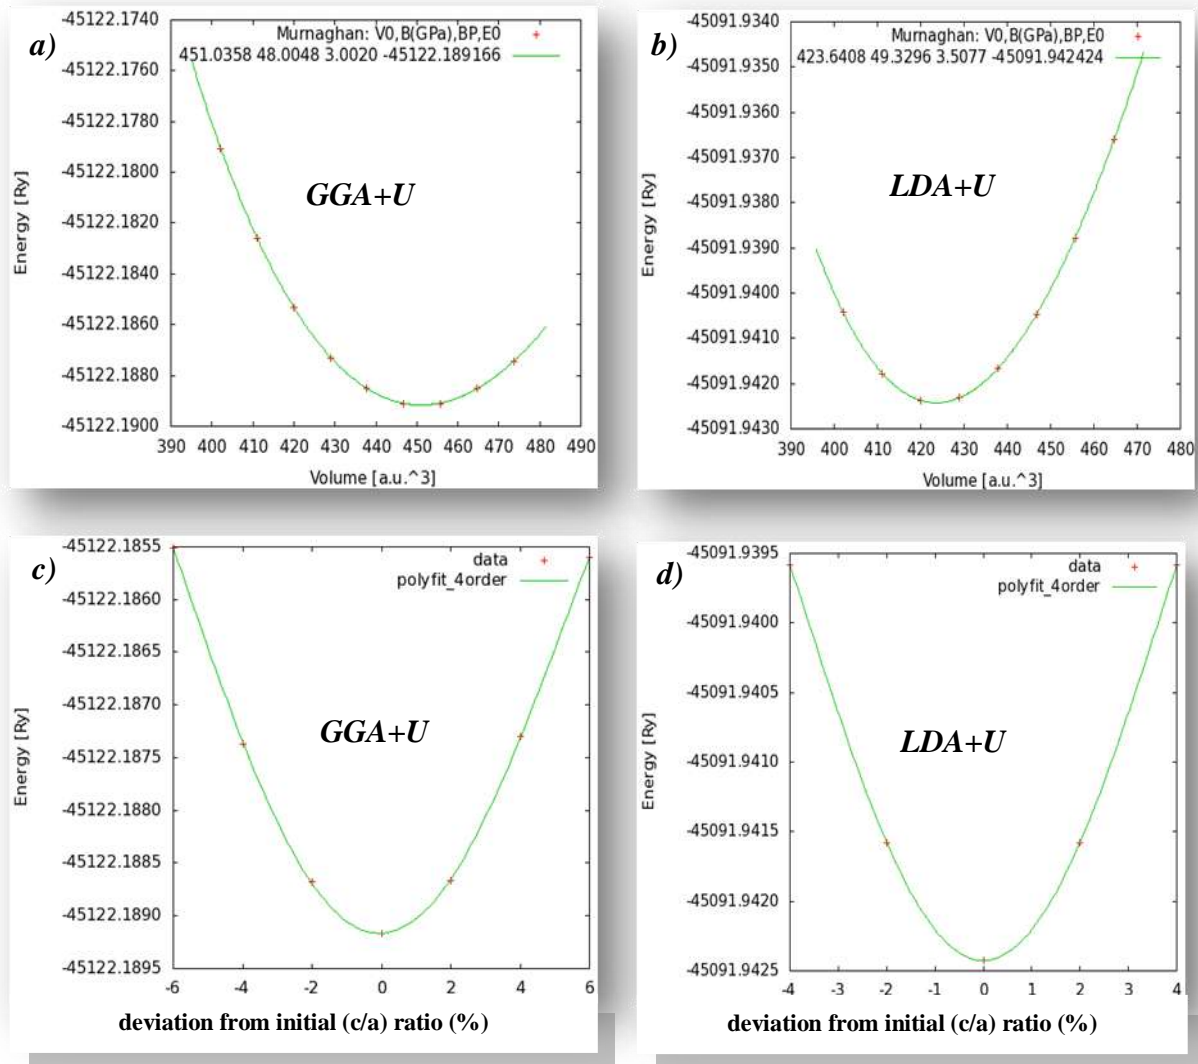 a)
-45122.1740
-45122.1760
-45122.1780
-45122.1800
-45122.1820
-45122.1840
-45122.1860
-45122.1880
-45122.1900
Murnaghan: V0,B(GPa),BP,E0
451.0358 48.0048 3.0020 -45122.189166
GGA+U
Energy [Ry]
390 400 410 420 430 440 450 460 470 480 490
Volume [a.u.^3]
b)
-45091.9340
-45091.9350
-45091.9360
-45091.9370
-45091.9380
-45091.9390
-45091.9400
-45091.9410
-45091.9420
-45091.9430
Murnaghan: V0,B(GPa),BP,E0
423.6408 49.3296 3.5077 -45091.942424
LDA+U
Energy [Ry]
390 400 410 420 430 440 450 460 470 480
Volume [a.u.^3]
c)
-45122.1855
-45122.1860
-45122.1865
-45122.1870
-45122.1875
-45122.1880
-45122.1885
-45122.1890
-45122.1895
data
polyfit_4order
GGA+U
Energy [Ry]
-6 -4 -2 0 2 4 6
deviation from initial (c/a) ratio (%)
d)
-45091.9395
-45091.9400
-45091.9405
-45091.9410
-45091.9415
-45091.9420
-45091.9425
data
polyfit_4order
LDA+U
Energy [Ry]
-4 -3 -2 -1 0 1 2 3 4
deviation from initial (c/a) ratio (%)